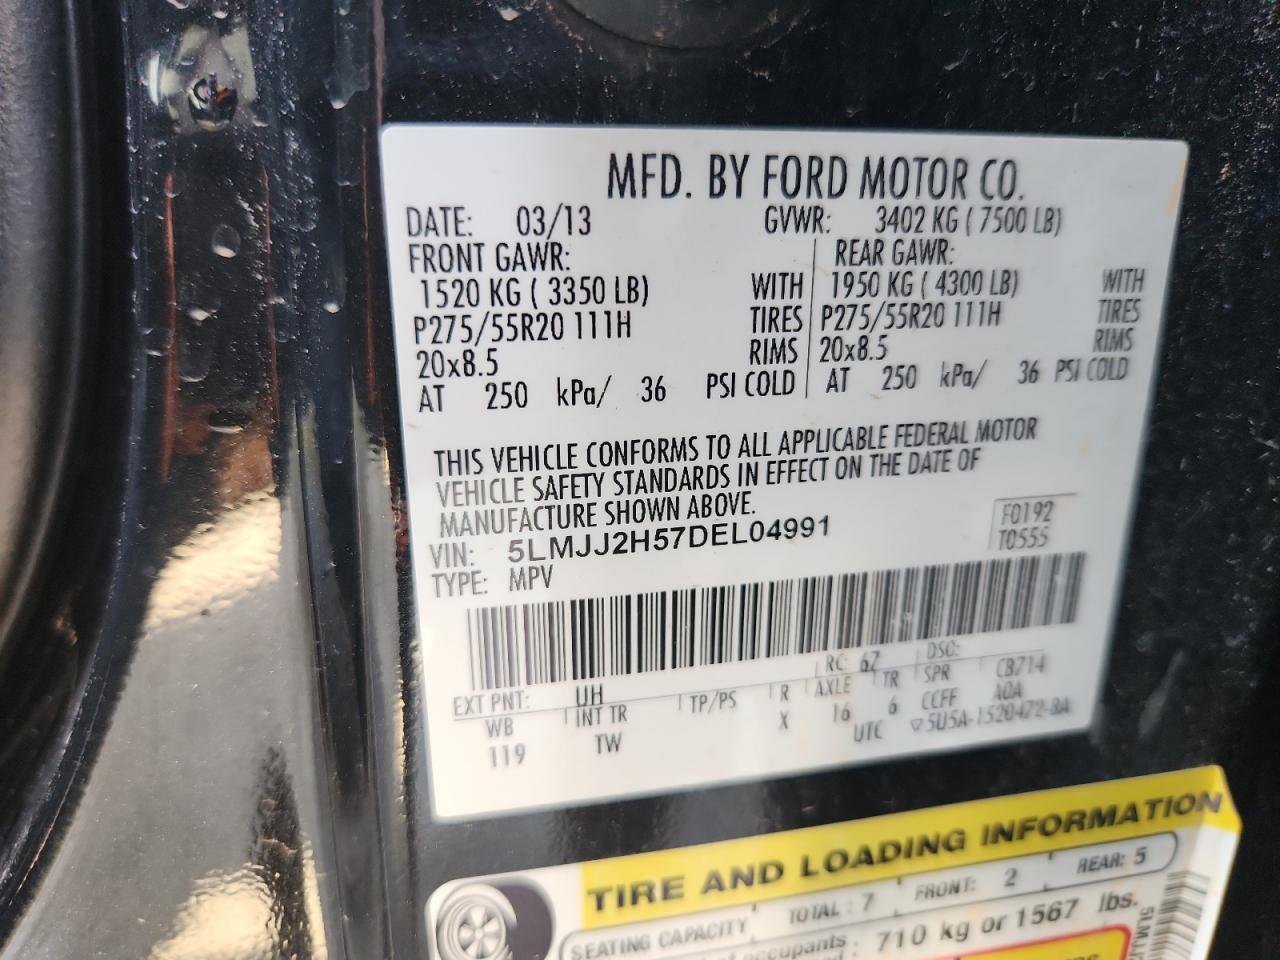 MFD. BY FORD MOTOR CO.
DATE: 03/13 GVWR: 3402 KG ( 7500 LB)
FRONT GAWR: REAR GAWR:
1520 KG ( 3350 LB) WITH 1950 KG ( 4300 LB) WITH
P275/55R20 111H TIRES P275/55R20 111H TIRES
20x8.5 RIMS 20x8.5 RIMS
AT 250 kPa/ 36 PSI COLD AT 250 kPa/ 36 PSI COLD
THIS VEHICLE CONFORMS TO ALL APPLICABLE FEDERAL MOTOR
VEHICLE SAFETY STANDARDS IN EFFECT ON THE DATE OF
MANUFACTURE SHOWN ABOVE.
VIN: 5LMJJ2H57DEL04991 F0192
TYPE: MPV T0555
EXT PNT: UH RC: 67 DSO:
WB INT TR TP/PS R AXLE TR SPR CB714
119 TW X 16 6 CCFF AOA
UTC ▽5U5A-1520472-BA
TIRE AND LOADING INFORMATION
SEATING CAPACITY TOTAL : 7 FRONT: 2 REAR: 5
occupants : 710 kg or 1567 lbs.